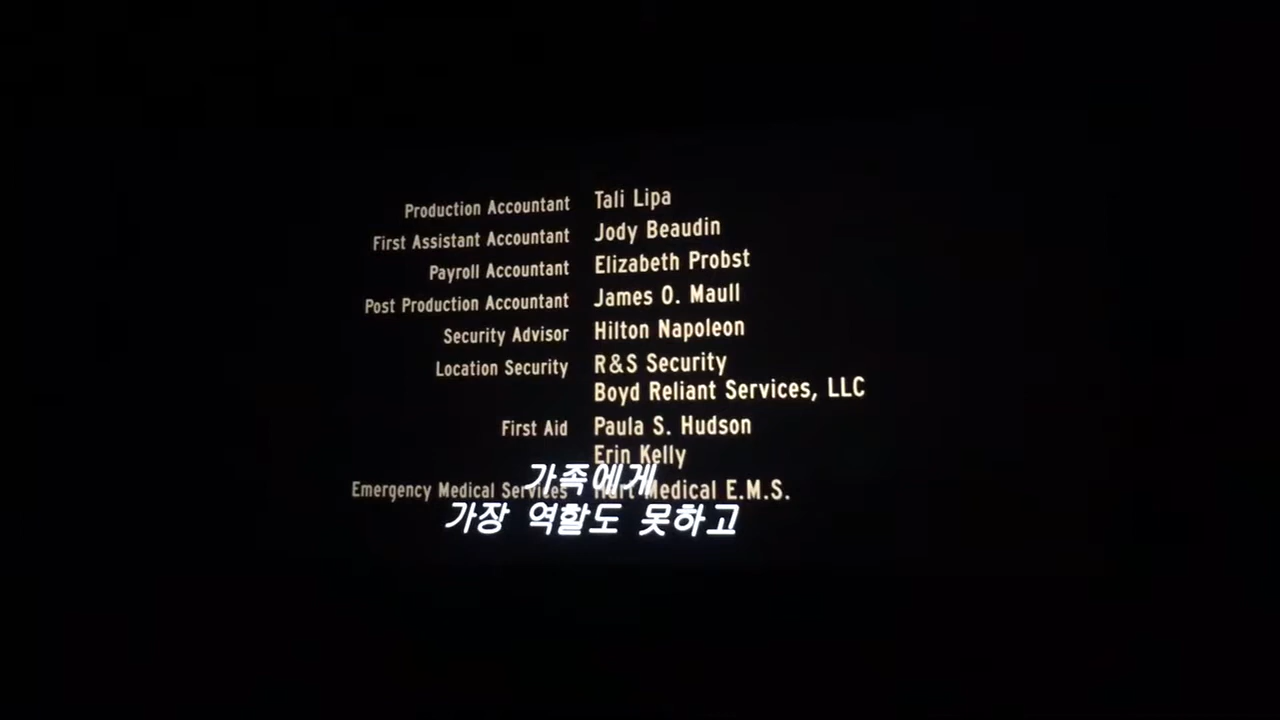 Production Accountant Tali Lipa
First Assistant Accountant Jody Beaudin
Payroll Accountant Elizabeth Probst
Post Production Accountant James O. Maull
Security Advisor Hilton Napoleon
Location Security R&S Security
Boyd Reliant Services, LLC
First Aid Paula S. Hudson
Erin Kelly
Emergency Medical Services Medical E.M.S.
가족에게
가장 역할도 못하고